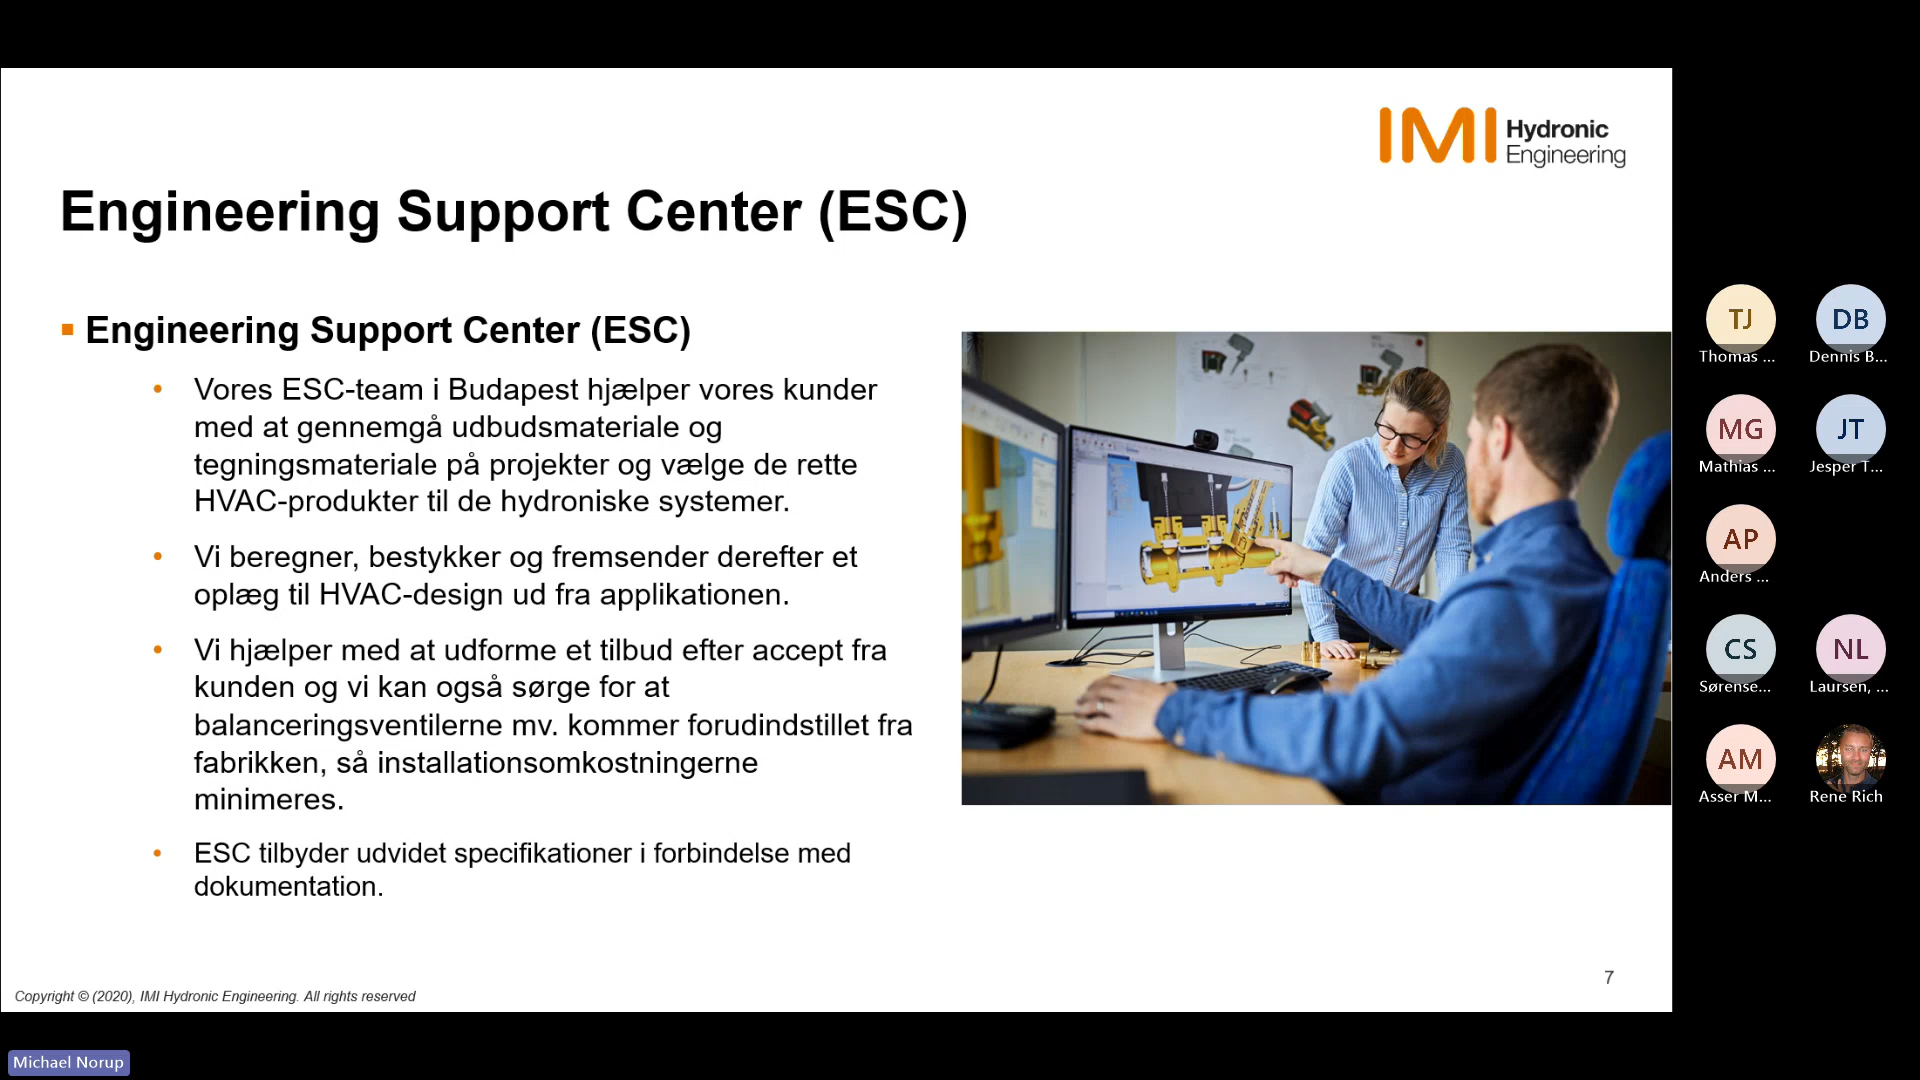 IMI Hydronic
Engineering
Engineering Support Center (ESC)
Engineering Support Center (ESC)
Vores ESC-team i Budapest hjælper vores kunder
med at gennemgå udbudsmateriale og
tegningsmateriale på projekter og vælge de rette
HVAC-produkter til de hydroniske systemer.
Vi beregner, bestykker og fremsender derefter et
oplæg til HVAC-design ud fra applikationen.
Vi hjælper med at udforme et tilbud efter accept fra
kunden og vi kan også sørge for at
balanceringsventilerne mv. kommer forudindstillet fra
fabrikken, så installationsomkostningerne
minimeres.
ESC tilbyder udvidet specifikationer i forbindelse med
dokumentation.
7
Copyright © (2020), IMI Hydronic Engineering. All rights reserved
Michael Norup
TJ
Thomas ...
DB
Dennis B...
MG
Mathias ...
JT
Jesper T...
AP
Anders ...
CS
Sørense...
NL
Laursen, ...
AM
Asser M...
Rene Rich